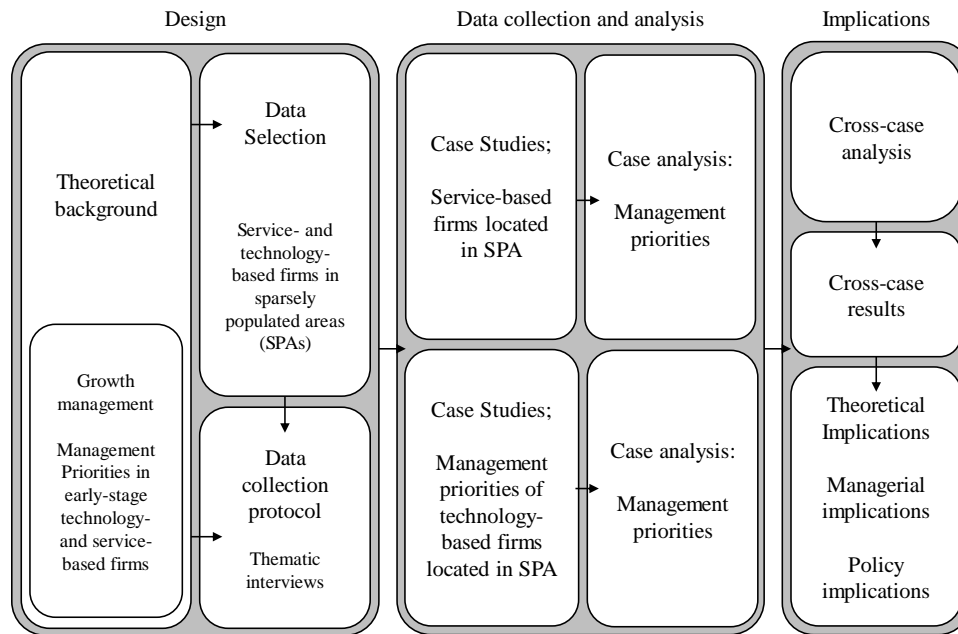 Design
Data collection and analysis
Implications
Theoretical
background
Growth
management
Management
Priorities in
early-stage
technology-
and service-
based firms
Data
Selection
Service- and
technology-
based firms in
sparsely
populated areas
(SPAs)
Data
collection
protocol
Thematic
interviews
Case Studies;
Service-based
firms located
in SPA
Case analysis:
Management
priorities
Case Studies;
Management
priorities of
technology-
based firms
located in SPA
Case analysis:
Management
priorities
Cross-case
analysis
Cross-case
results
Theoretical
Implications
Managerial
implications
Policy
implications